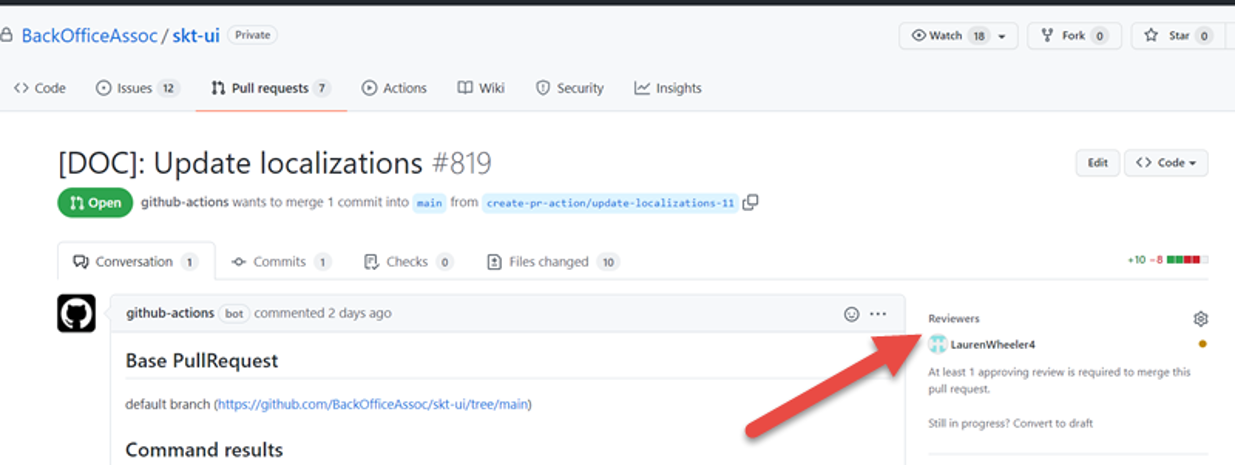 BackOfficeAssoc / skt-ui Private
Watch 18 Fork 0 Star 0
Code Issues 12 Pull requests 7 Actions Wiki Security Insights
[DOC]: Update localizations #819
Edit Code
Open github-actions wants to merge 1 commit into main from create-pr-action/update-localizations-11
Conversation 1 Commits 1 Checks 0 Files changed 10
+10 −8
github-actions bot commented 2 days ago
Base PullRequest
default branch (https://github.com/BackOfficeAssoc/skt-ui/tree/main)
Command results
Reviewers
LaurenWheeler4
At least 1 approving review is required to merge this
pull request.
Still in progress? Convert to draft